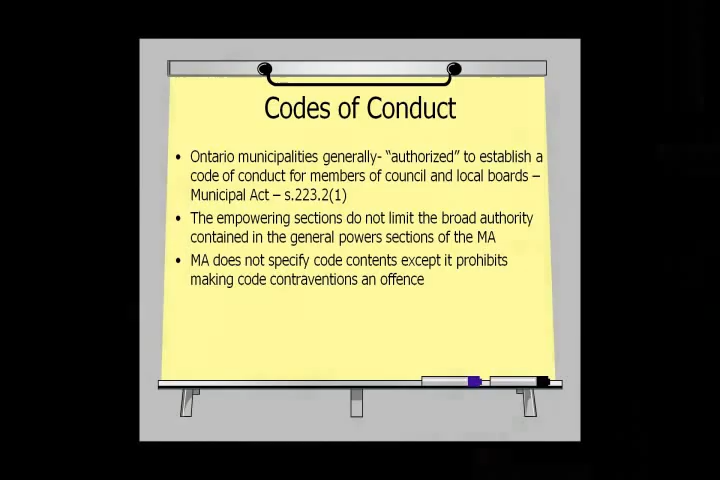 Codes of Conduct
• Ontario municipalities generally- “authorized” to establish a
code of conduct for members of council and local boards –
Municipal Act – s.223.2(1)
• The empowering sections do not limit the broad authority
contained in the general powers sections of the MA
• MA does not specify code contents except it prohibits
making code contraventions an offence